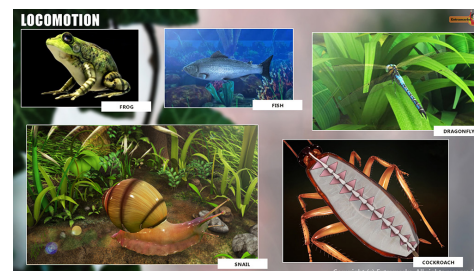 LOCOMOTION
FROG
FISH
DRAGONFLY
SNAIL
COCKROACH